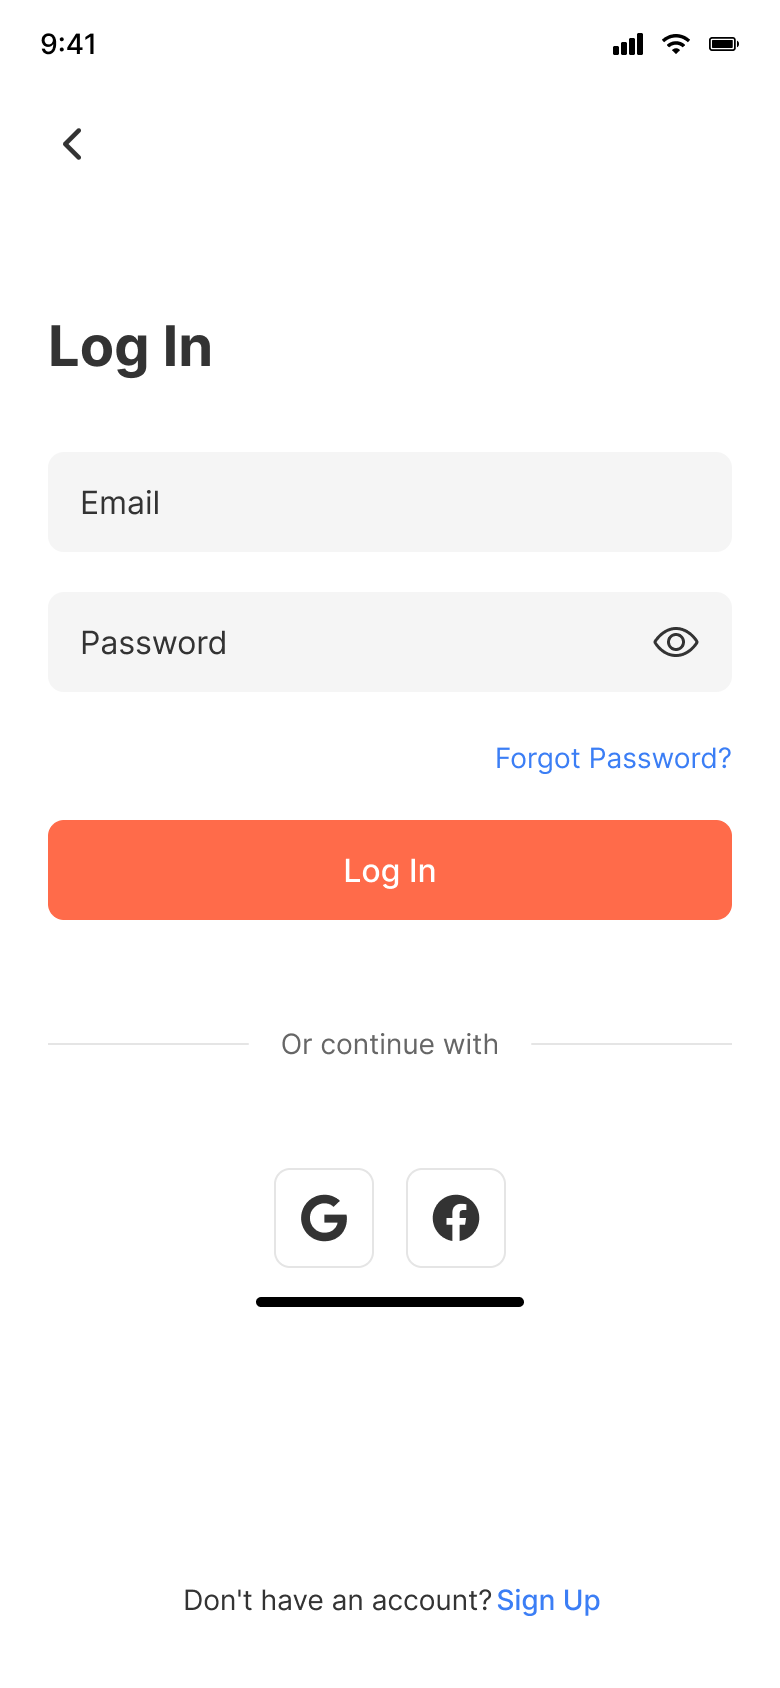 9:41
Log In
Email
Password
Forgot Password?
Log In
Or continue with
Don't have an account? Sign Up